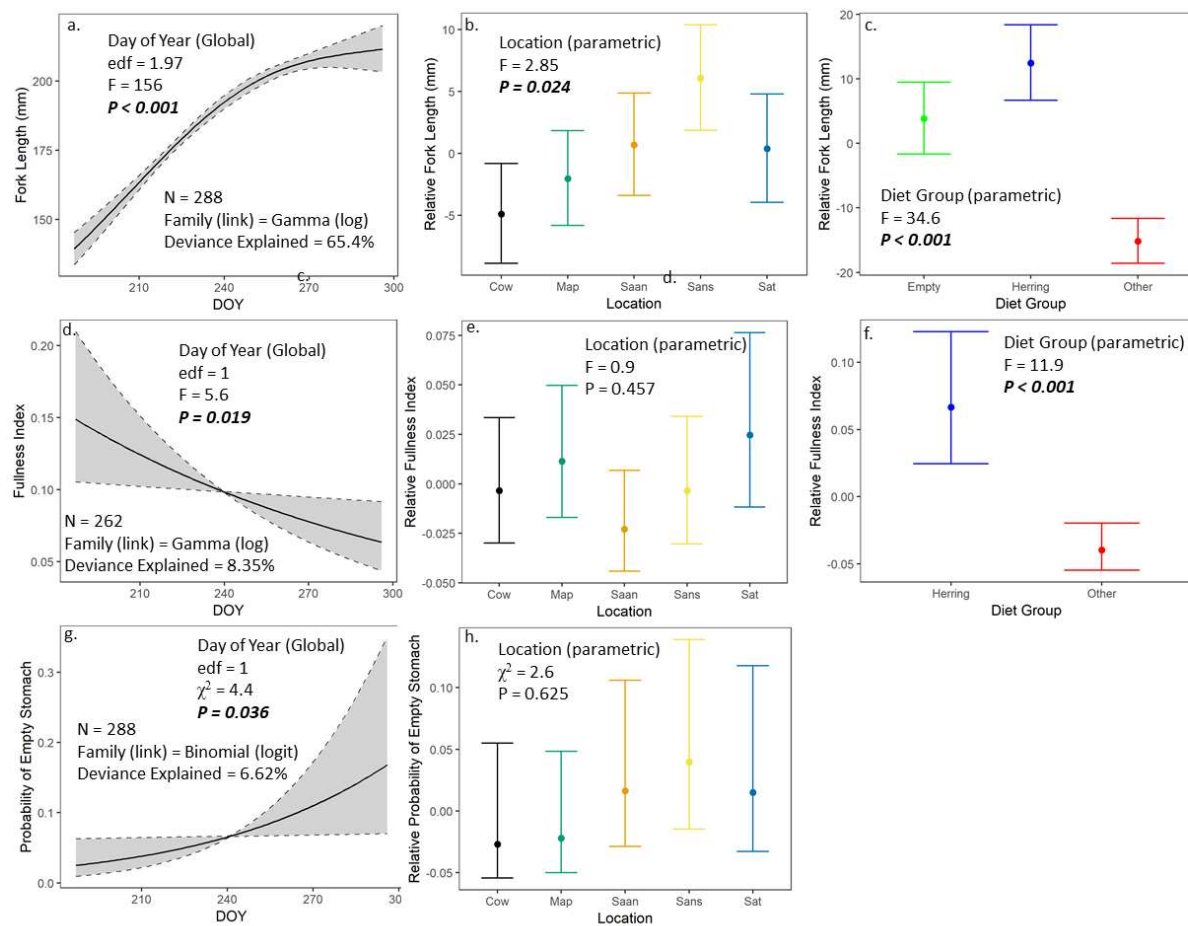 a.
Day of Year (Global)
edf = 1.97
F = 156
P < 0.001
N = 288
Family (link) = Gamma (log)
Deviance Explained = 65.4%
200
175
150
Fork Length (mm)
210
240
270
300
c.
DOY
b.
Location (parametric)
F = 2.85
P = 0.024
10
5
0
-5
Relative Fork Length (mm)
Cow
Map
Saan
Sans
Sat
d.
Location
c.
Diet Group (parametric)
F = 34.6
P < 0.001
20
10
0
-10
-20
Relative Fork Length (mm)
Empty
Herring
Other
Diet Group
d.
Day of Year (Global)
edf = 1
F = 5.6
P = 0.019
N = 262
Family (link) = Gamma (log)
Deviance Explained = 8.35%
0.20
0.15
0.10
0.05
Fullness Index
210
240
270
300
DOY
e.
Location (parametric)
F = 0.9
P = 0.457
0.075
0.050
0.025
0.000
-0.025
-0.050
Relative Fullness Index
Cow
Map
Saan
Sans
Sat
Location
f.
Diet Group (parametric)
F = 11.9
P < 0.001
0.10
0.05
0.00
-0.05
Relative Fullness Index
Herring
Other
Diet Group
g.
Day of Year (Global)
edf = 1
χ² = 4.4
P = 0.036
N = 288
Family (link) = Binomial (logit)
Deviance Explained = 6.62%
0.3
0.2
0.1
0.0
Probability of Empty Stomach
210
240
270
30
DOY
h.
Location (parametric)
χ² = 2.6
P = 0.625
0.10
0.05
0.00
-0.05
Relative Probability of Empty Stomach
Cow
Map
Saan
Sans
Sat
Location